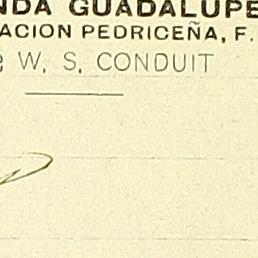 NDA GUADALUPE
ACION PEDRICEÑA, F.
W. S. CONDUIT